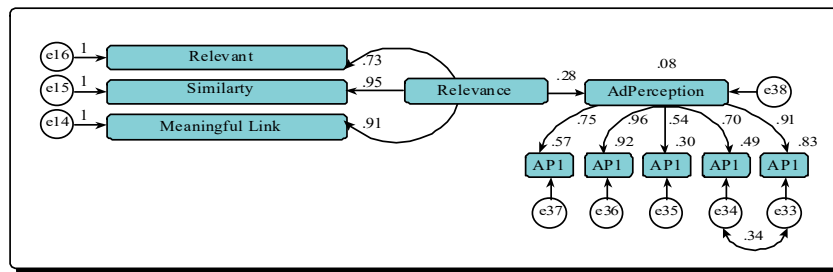 .08
e16 1 Relevant
.73
e15 1 Similarty .95 Relevance .28 AdPerception e38
e14 1 Meaningful Link .91
.75 .96 .54 .70 .91
.57 .92 .30 .49 .83
AP1 AP1 AP1 AP1 AP1
e37 e36 e35 e34 e33
.34